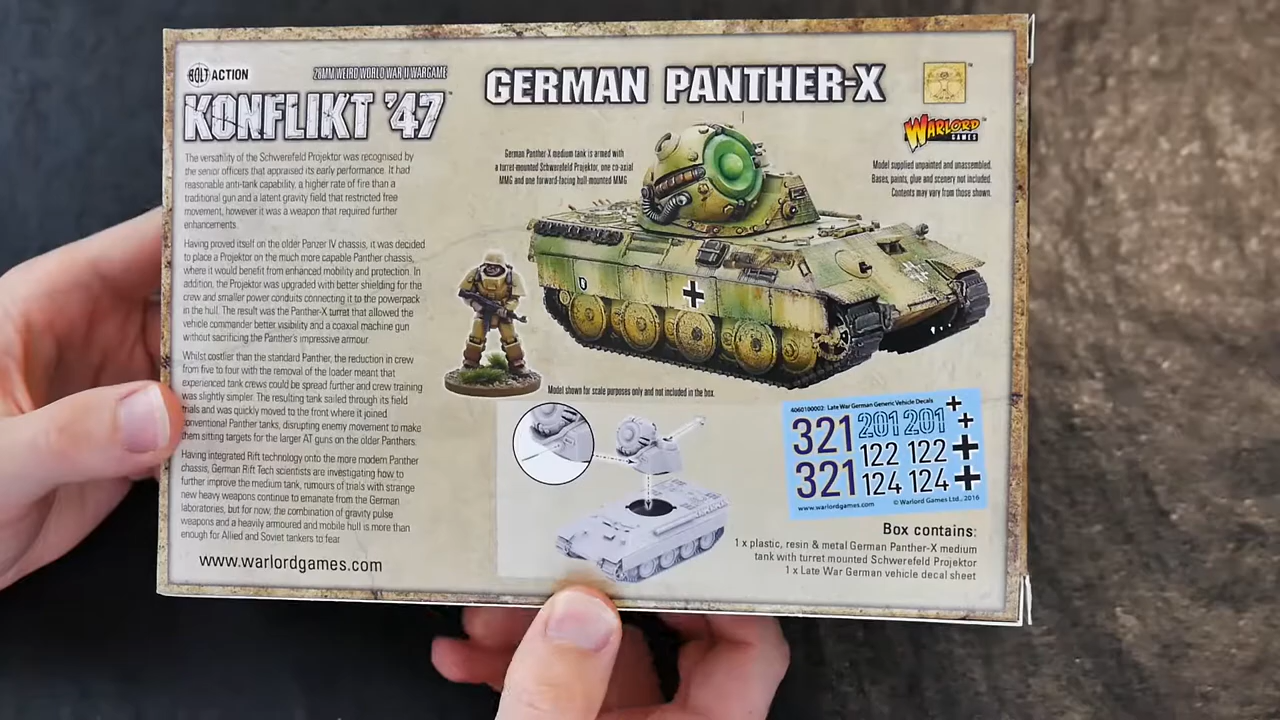 BOLT ACTION
28MM WEIRD WORLD WAR II WARGAME
KONFLIKT '47
The versatility of the Schwerefeld Projektor was recognised by
the senior officers that appraised its early performance. It had
reasonable anti-tank capability, a higher rate of fire than a
traditional gun and a latent gravity field that restricted free
movement, however it was a weapon that required further
enhancements.
Having proved itself on the older Panzer IV chassis, it was decided
to place a Projektor on the much more capable Panther chassis,
where it would benefit from enhanced mobility and protection. In
addition, the Projektor was upgraded with better shielding for the
crew and smaller power conduits connecting it to the powerpack
in the hull. The result was the Panther-X turret that allowed the
vehicle commander better visibility and a coaxial machine gun
without sacrificing the Panther's impressive armour.
Whilst costlier than the standard Panther, the reduction in crew
from five to four with the removal of the loader meant that
experienced tank crews could be spread further and crew training
was slightly simpler. The resulting tank sailed through its field
trials and was quickly moved to the front where it joined
conventional Panther tanks, disrupting enemy movement to make
them sitting targets for the larger AT guns on the older Panthers.
Having integrated Rift technology onto the more modern Panther
chassis, German Rift Tech scientists are investigating how to
further improve the medium tank, rumours of trials with strange
new heavy weapons continue to emanate from the German
laboratories, but for now, the combination of gravity pulse
weapons and a heavily armoured and mobile hull is more than
enough for Allied and Soviet tankers to fear
www.warlordgames.com
GERMAN PANTHER-X
WARLORD
GAMES
German Panther-X medium tank is armed with
a turret-mounted Schwerefeld Projektor, one co-axial
MMG and one forward-facing hull-mounted MMG
Model supplied unpainted and unassembled.
Bases, paints, glue and scenery not included.
Contents may vary from those shown.
Model shown for scale purposes only and not included in the box.
4060100002: Late War German Generic Vehicle Decals
321 201 201
122 122
321 124 124
www.warlordgames.com © Warlord Games Ltd., 2016
Box contains:
1 x plastic, resin & metal German Panther-X medium
tank with turret mounted Schwerefeld Projektor
1 x Late War German vehicle decal sheet